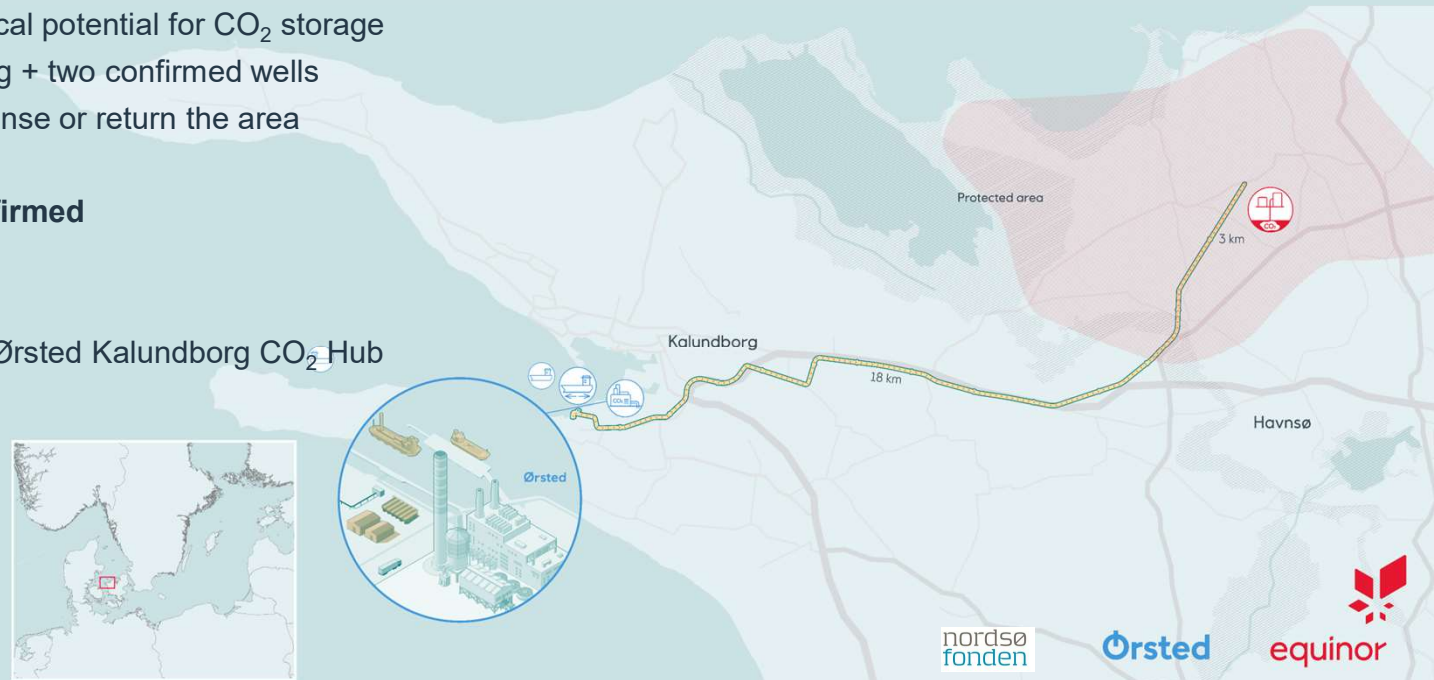 cal potential for CO₂ storage
g + two confirmed wells
nse or return the area
firmed
Ørsted Kalundborg CO₂ Hub
Protected area
3 km
Kalundborg
18 km
Havnsø
Ørsted
nordsø
fonden
Ørsted
equinor